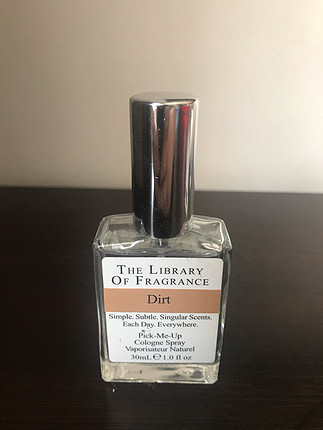 THE LIBRARY
OF FRAGRANCE
Dirt
Simple. Subtle. Singular Scents.
Each Day. Everywhere.
Pick-Me-Up
Cologne Spray
Vaporisateur Naturel
30mL ℮ 1.0 fl oz